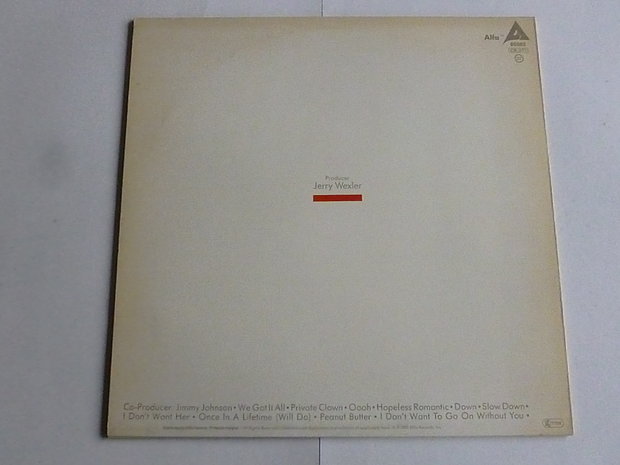 Alfa
Producer
Jerry Wexler
Co-Producer Jimmy Johnson • We Got It All • Private Clown • Oooh • Hopeless Romantic • Down • Slow Down •
I Don't Want Her • Once In A Lifetime (Will Do) • Peanut Butter • I Don't Want To Go On Without You •